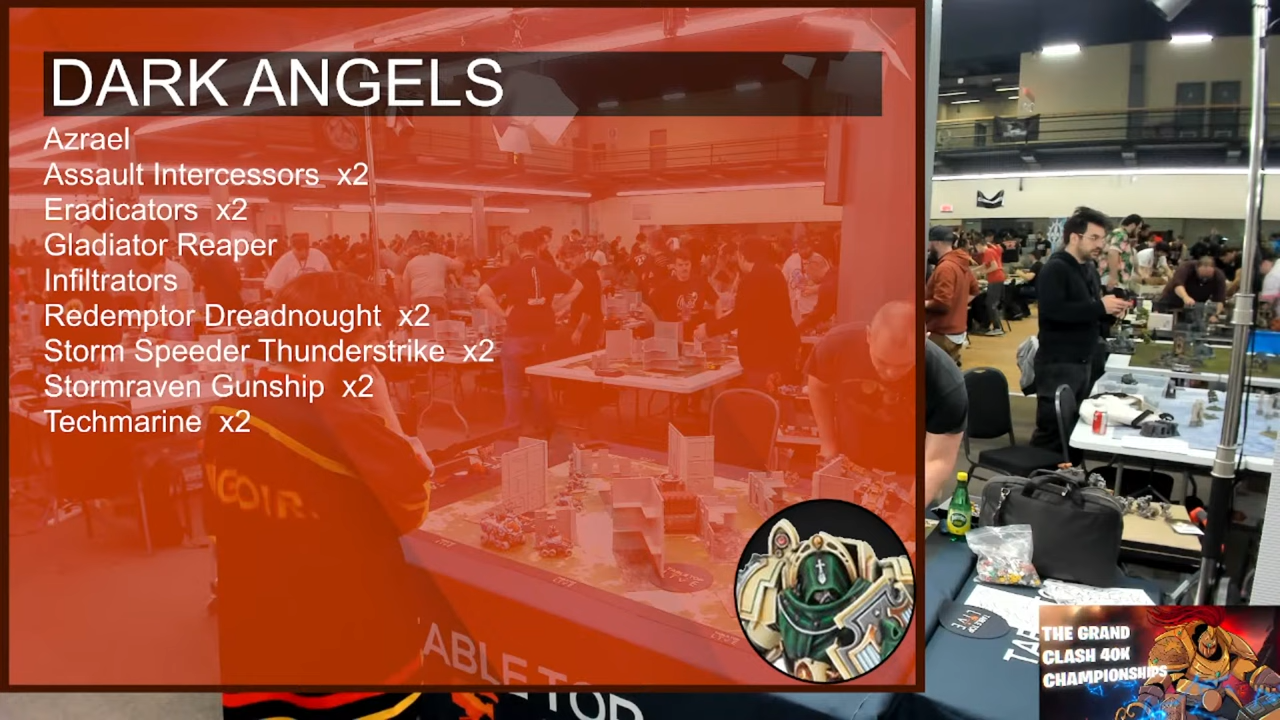 DARK ANGELS
Azrael
Assault Intercessors x2
Eradicators x2
Gladiator Reaper
Infiltrators
Redemptor Dreadnought x2
Storm Speeder Thunderstrike x2
Stormraven Gunship x2
Techmarine x2
ABLETOP
THE GRAND
CLASH 40K
CHAMPIONSHIPS